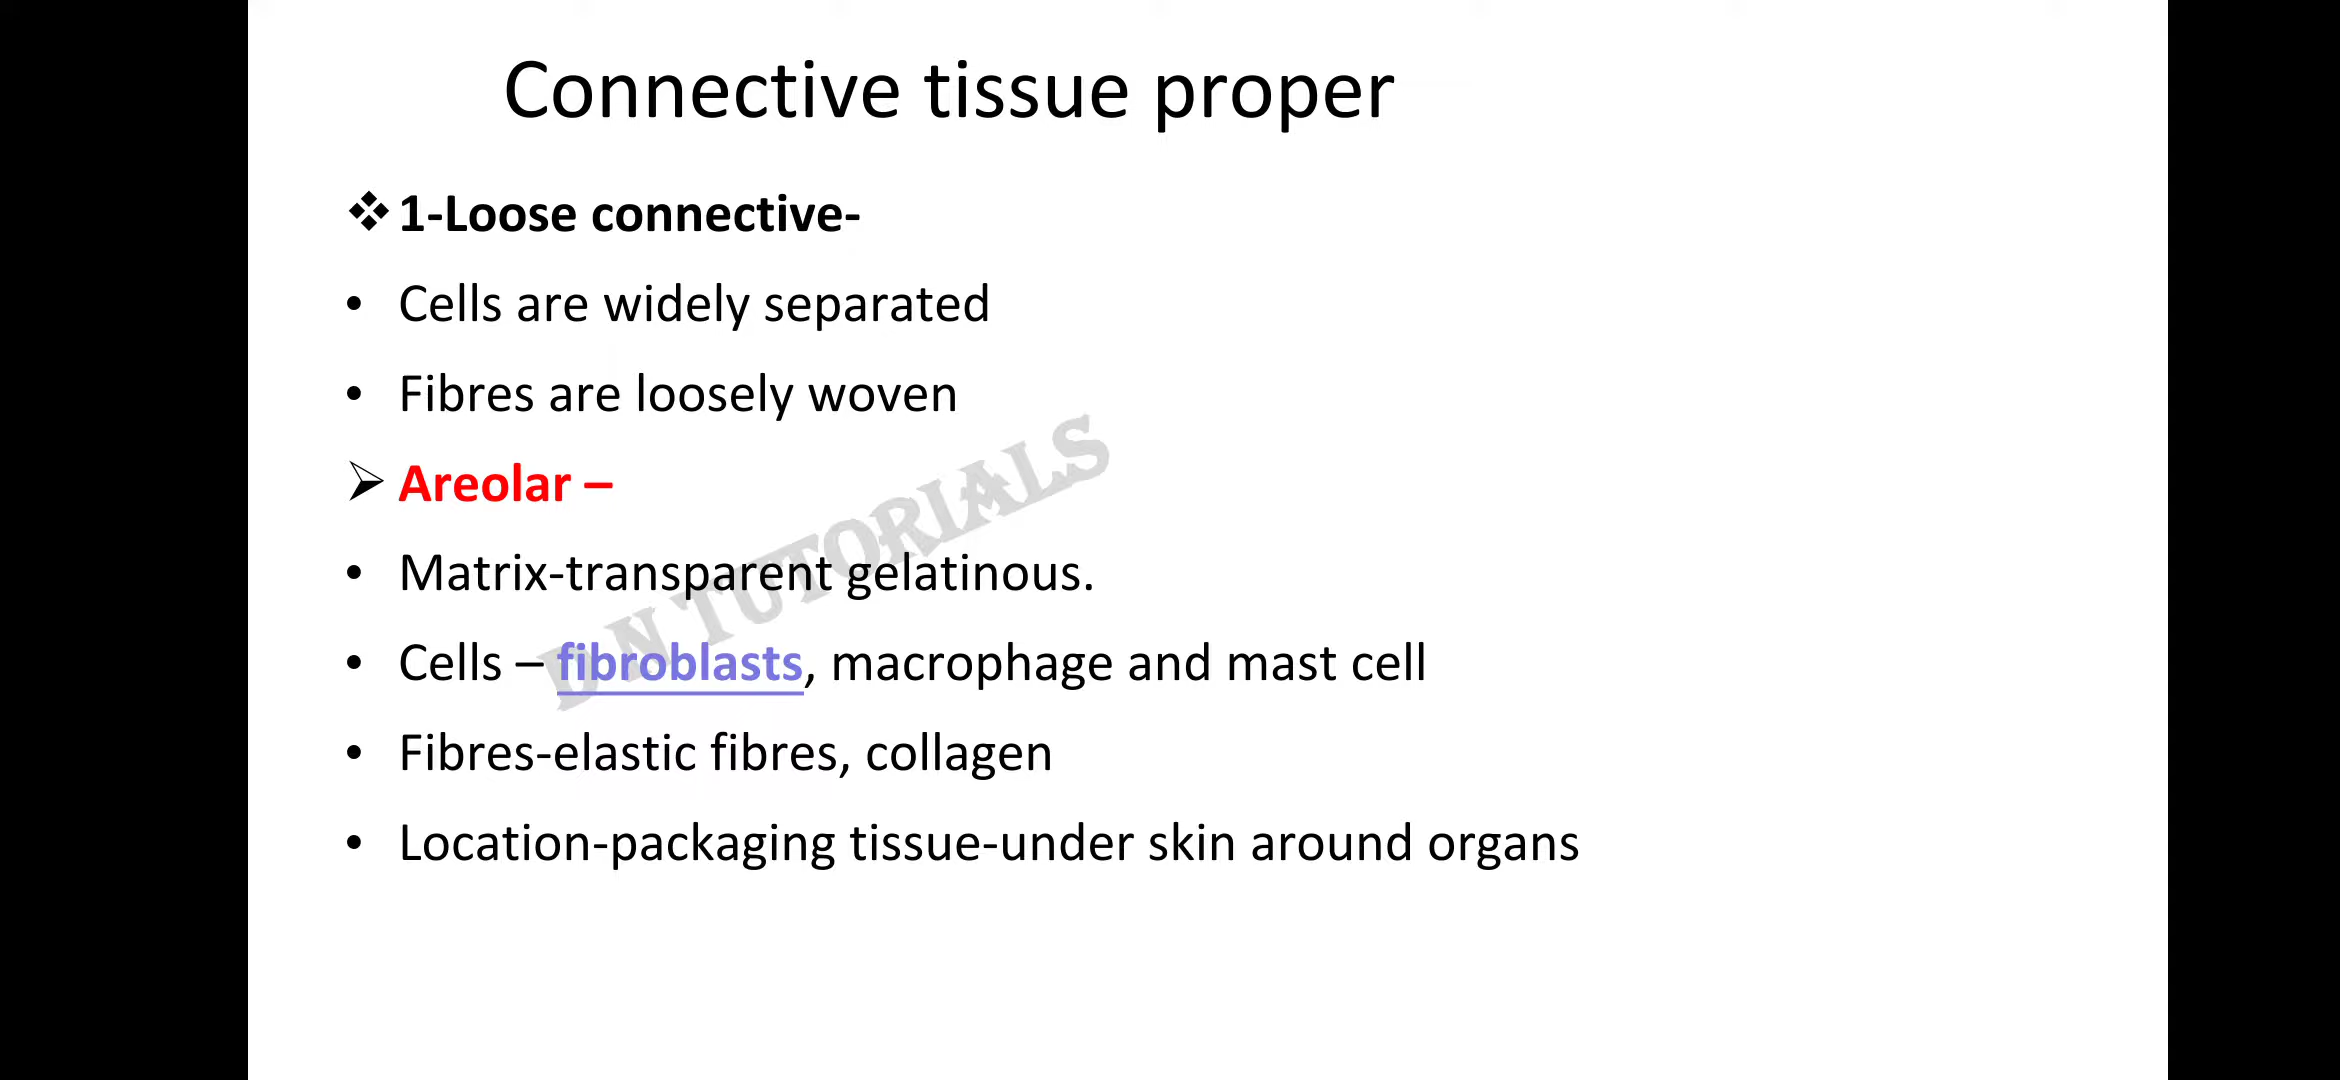 Connective tissue proper
❖ 1-Loose connective-
• Cells are widely separated
• Fibres are loosely woven
➢ Areolar –
• Matrix-transparent gelatinous.
• Cells – fibroblasts, macrophage and mast cell
• Fibres-elastic fibres, collagen
• Location-packaging tissue-under skin around organs
D N TUTORIALS